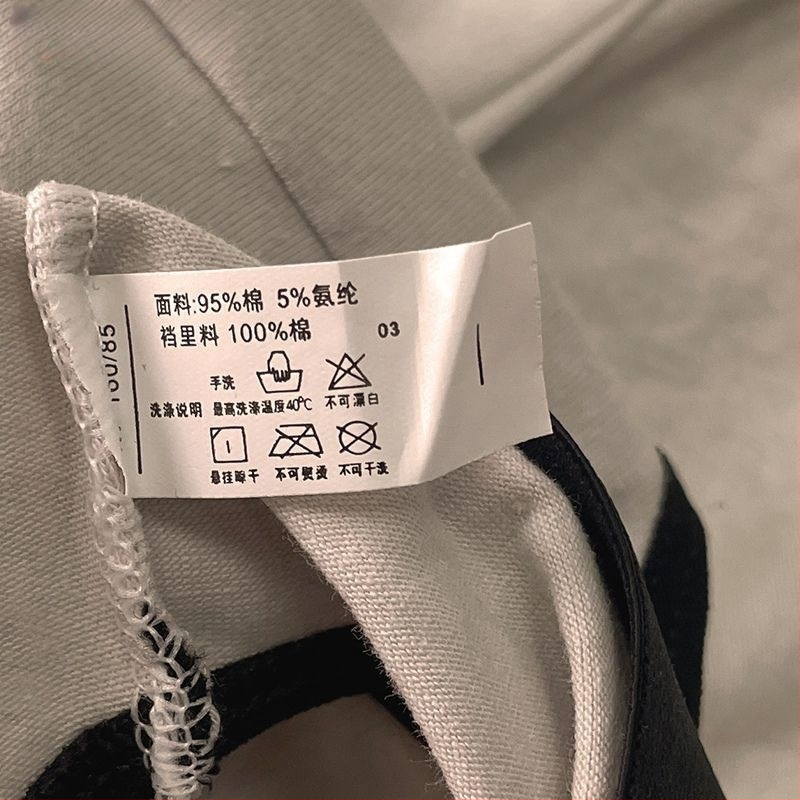 面料:95%棉 5%氨纶
裆里料 100%棉 03
手洗
洗涤说明 最高洗涤温度40℃ 不可漂白
悬挂晾干 不可熨烫 不可干洗